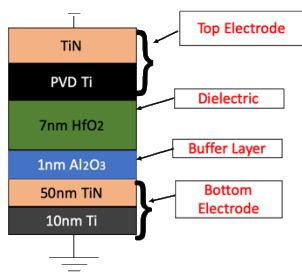 TiN
Top Electrode
PVD Ti
Dielectric
7nm HfO2
Buffer Layer
1nm Al2O3
50nm TiN
Bottom
Electrode
10nm Ti